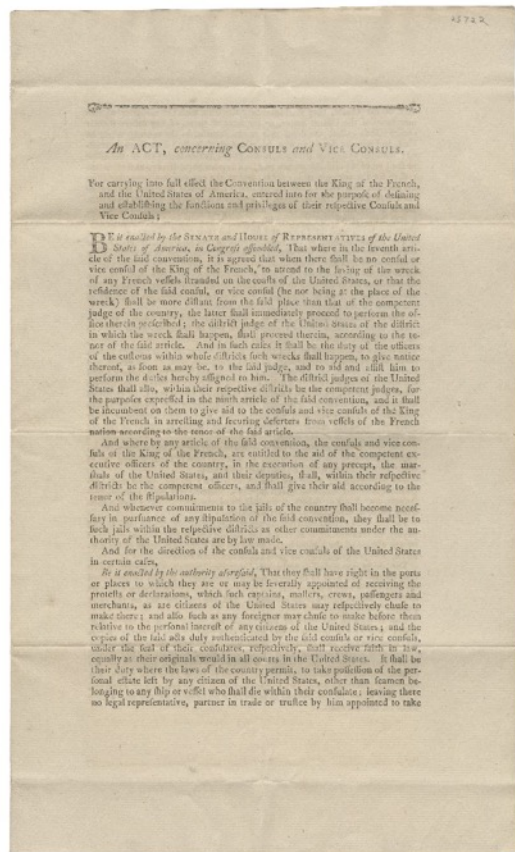 25722
An ACT, concerning CONSULS and VICE CONSULS.
For carrying into full effect the Convention between the King of the French,
and the United States of America, entered into for the purpose of defining
and establishing the functions and privileges of their respective Consuls and
Vice Consuls;
BE it enacted by the SENATE and HOUSE of REPRESENTATIVES of the United
States of America, in Congress assembled, That where in the seventh arti-
cle of the said convention, it is agreed that when there shall be no consul or
vice consul of the King of the French, to attend to the saving of the wreck
of any French vessels stranded on the coasts of the United States, or that the
residence of the said consul, or vice consul (he not being at the place of the
wreck) shall be more distant from the said place than that of the competent
judge of the country, the latter shall immediately proceed to perform the of-
fice therein prescribed; the district judge of the United States of the district
in which the wreck shall happen, shall proceed therein, according to the te-
nor of the said article. And in such cases it shall be the duty of the officers
of the customs within whose districts such wrecks shall happen, to give notice
thereof, as soon as may be, to the said judge, and to aid and assist him to
perform the duties hereby assigned to him. The district judges of the United
States shall also, within their respective districts be the competent judges, for
the purposes expressed in the ninth article of the said convention, and it shall
be incumbent on them to give aid to the consuls and vice consuls of the King
of the French in arresting and securing deserters from vessels of the French
nation according to the tenor of the said article.
And where by any article of the said convention, the consuls and vice con-
suls of the King of the French, are entitled to the aid of the competent ex-
ecutive officers of the country, in the execution of any precept, the mar-
shals of the United States, and their deputies, shall, within their respective
districts be the competent officers, and shall give their aid according to the
tenor of the stipulations.
And whenever commitments to the jails of the country shall become neces-
sary in pursuance of any stipulation of the said convention, they shall be to
such jails within the respective districts as other commitments under the au-
thority of the United States are by law made.
And for the direction of the consuls and vice consuls of the United States
in certain cases,
Be it enacted by the authority aforesaid, That they shall have right in the ports
or places to which they are or may be severally appointed of receiving the
protests or declarations, which such captains, masters, crews, passengers and
merchants, as are citizens of the United States may respectively chuse to
make there; and also such as any foreigner may chuse to make before them
relative to the personal interest of any citizens of the United States; and the
copies of the said acts duly authenticated by the said consuls or vice consuls,
under the seal of their consulates, respectively, shall receive faith in law,
equally as their originals would in all courts in the United States. It shall be
their duty where the laws of the country permit, to take possession of the per-
sonal estate left by any citizen of the United States, other than seamen be-
longing to any ship or vessel who shall die within their consulate; leaving there
no legal representative, partner in trade or trustee by him appointed to take